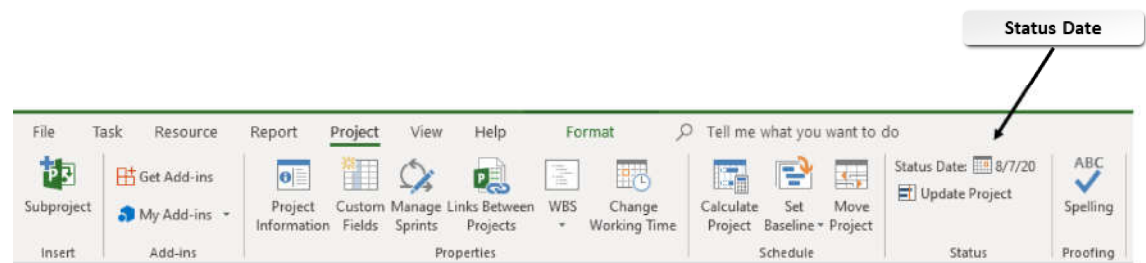 Status Date
File Task Resource Report Project View Help Format Tell me what you want to do
Subproject
Insert
Get Add-ins
My Add-ins
Add-ins
Project Information
Custom Fields
Manage Sprints
Links Between Projects
WBS
Change Working Time
Properties
Calculate Project
Set Baseline
Move Project
Schedule
Status Date: 8/7/20
Update Project
Status
ABC
Spelling
Proofing